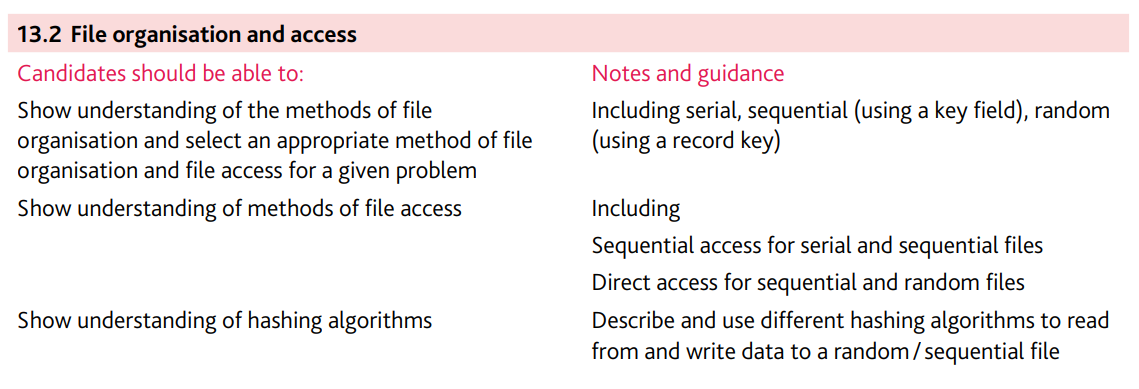 13.2 File organisation and access
Candidates should be able to:
Notes and guidance
Show understanding of the methods of file
organisation and select an appropriate method of file
organisation and file access for a given problem
Including serial, sequential (using a key field), random
(using a record key)
Show understanding of methods of file access
Including
Sequential access for serial and sequential files
Direct access for sequential and random files
Show understanding of hashing algorithms
Describe and use different hashing algorithms to read
from and write data to a random / sequential file